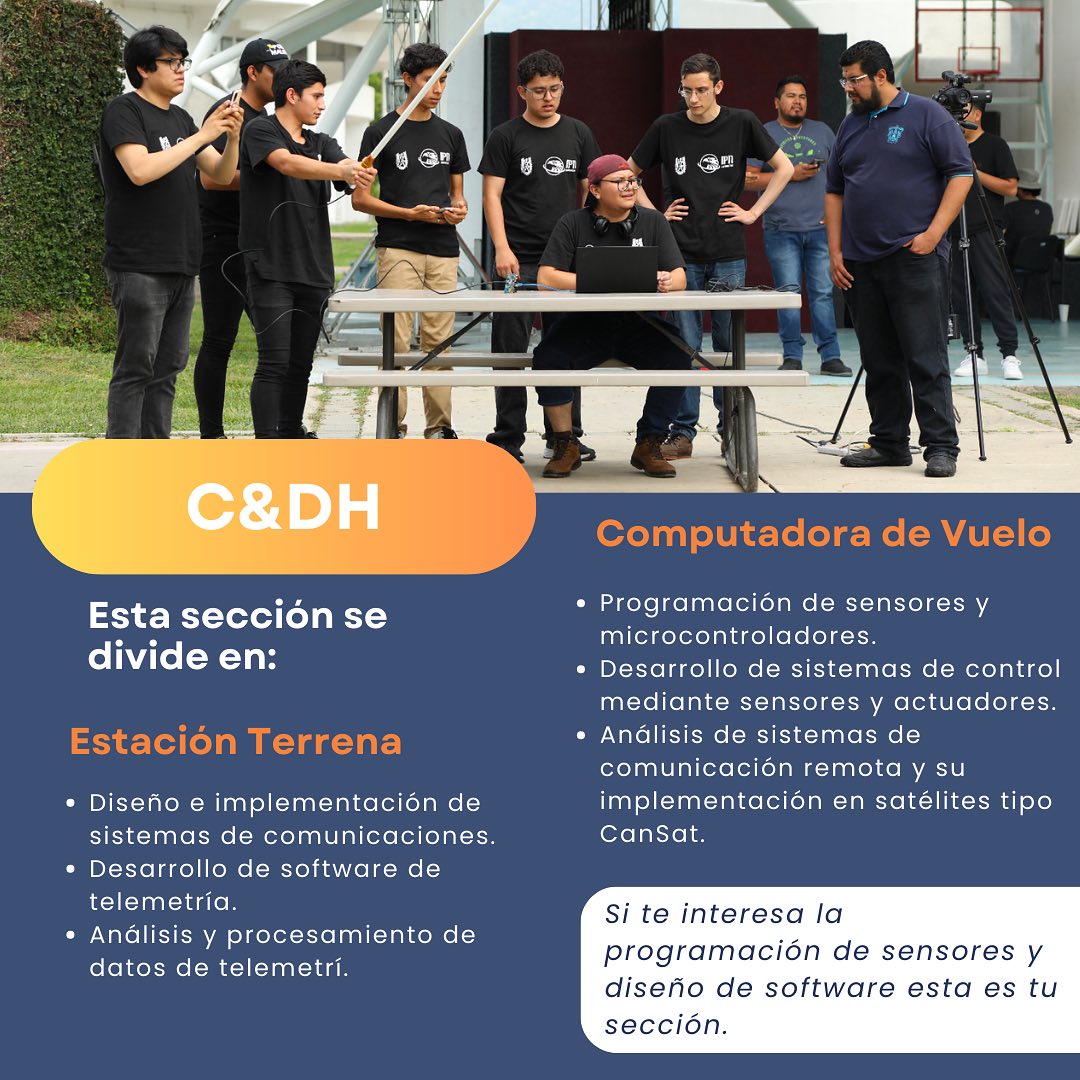 IPN
IPN
C&DH
Esta sección se
divide en:
Estación Terrena
• Diseño e implementación de
sistemas de comunicaciones.
• Desarrollo de software de
telemetría.
• Análisis y procesamiento de
datos de telemetrí.
Computadora de Vuelo
• Programación de sensores y
microcontroladores.
• Desarrollo de sistemas de control
mediante sensores y actuadores.
• Análisis de sistemas de
comunicación remota y su
implementación en satélites tipo
CanSat.
Si te interesa la
programación de sensores y
diseño de software esta es tu
sección.